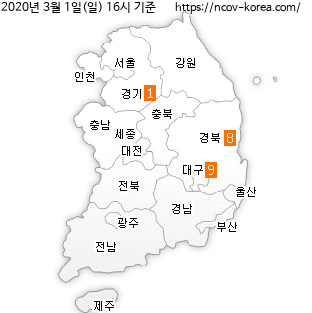 2020년 3월 1일(일) 16시 기준 https://ncov-korea.com/
서울
강원
인천
경기 1
충북
충남
세종
경북 8
대전
대구 9
전북
울산
경남
광주
부산
전남
제주